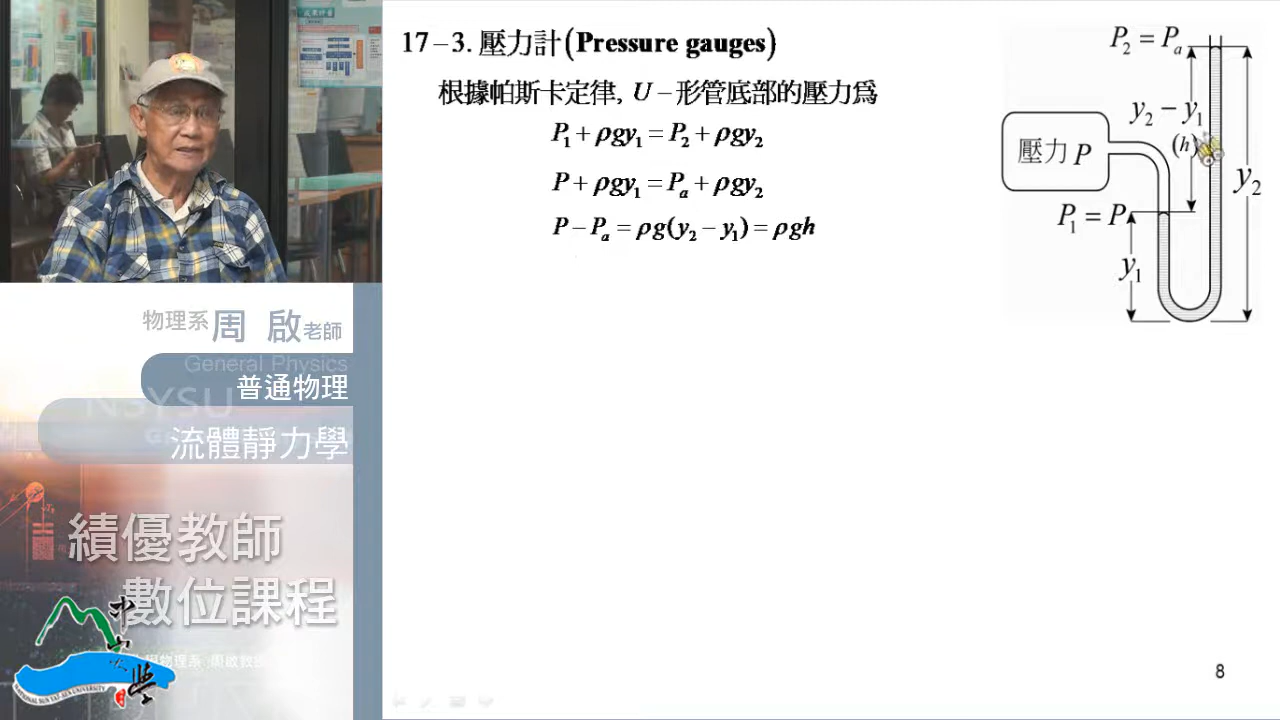 17－3. 壓力計(Pressure gauges)
根據帕斯卡定律, U－形管底部的壓力爲
P₁ + ρgy₁ = P₂ + ρgy₂
P + ρgy₁ = Pₐ + ρgy₂
P − Pₐ = ρg(y₂ − y₁) = ρgh
P₂ = Pₐ
y₂ − y₁
(h)
壓力 P
y₂
P₁ = P
y₁
物理系 周 啟 老師
General Physics
普通物理
NSYSU
流體靜力學
績優教師
數位課程
8